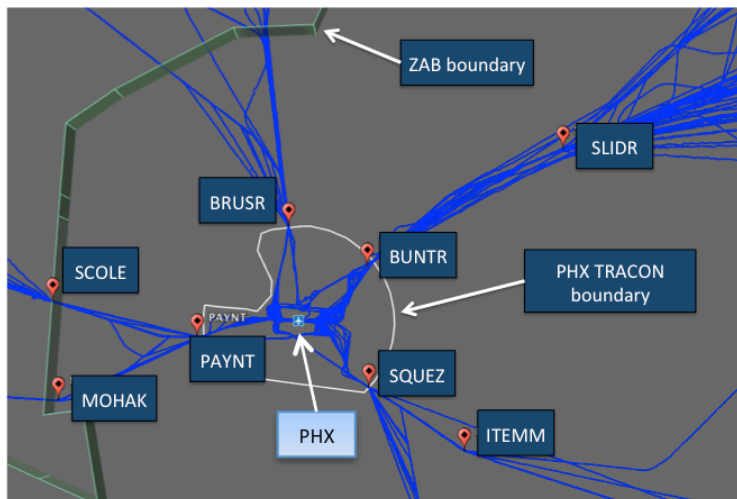 ZAB boundary
SLIDR
BRUSR
BUNTR
SCOLE
PHX TRACON
boundary
PAYNT
PAYNT
SQUEZ
MOHAK
PHX
ITEMM